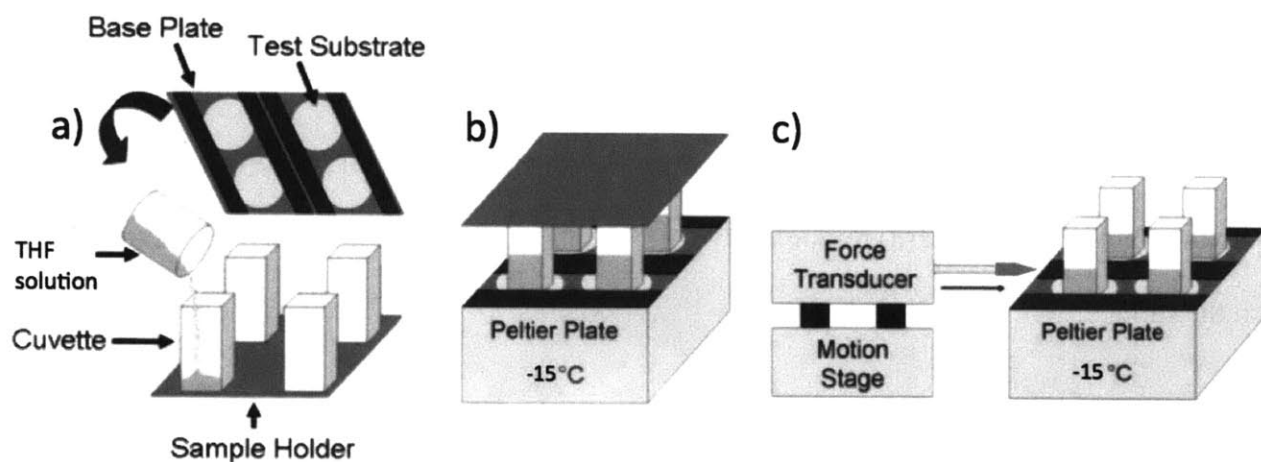 a)
Base Plate
Test Substrate
THF
solution
Cuvette
Sample Holder
b)
Peltier Plate
-15 °C
c)
Force
Transducer
Motion
Stage
Peltier Plate
-15 °C